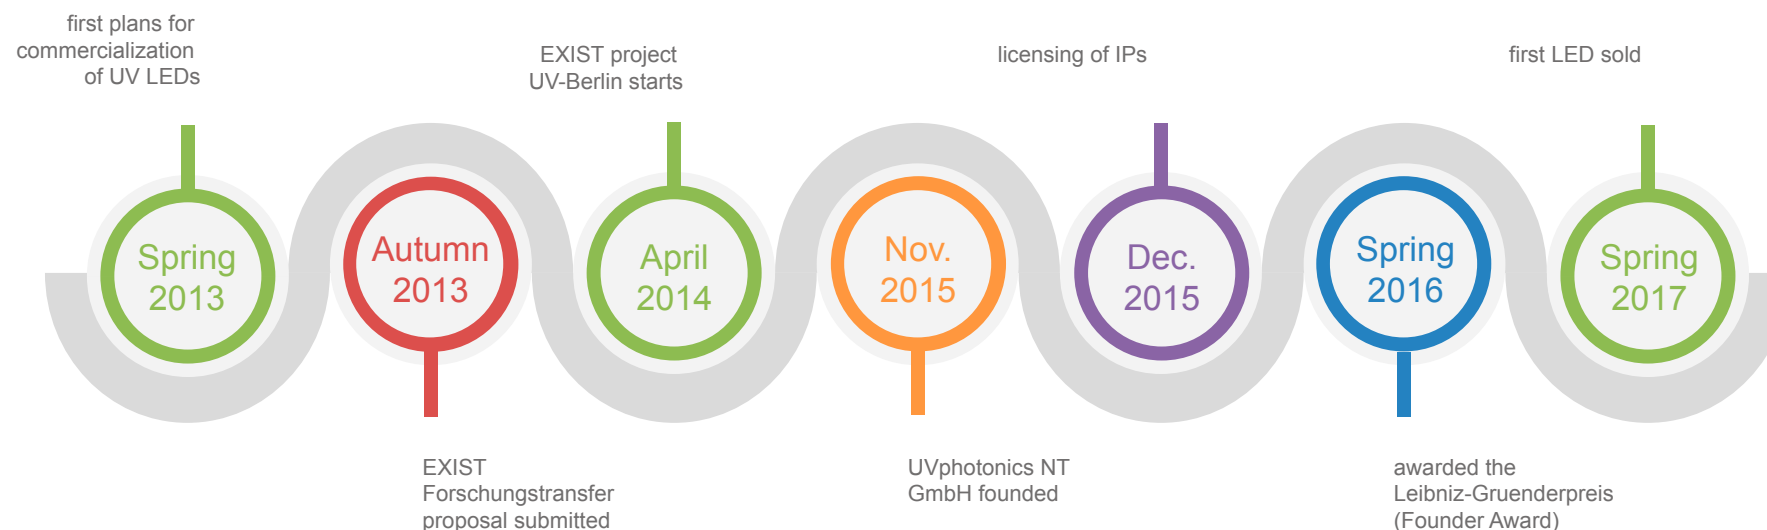 first plans for
commercialization
of UV LEDs
EXIST project
UV-Berlin starts
licensing of IPs
first LED sold
Spring
2013
Autumn
2013
April
2014
Nov.
2015
Dec.
2015
Spring
2016
Spring
2017
EXIST
Forschungstransfer
proposal submitted
UVphotonics NT
GmbH founded
awarded the
Leibniz-Gruenderpreis
(Founder Award)